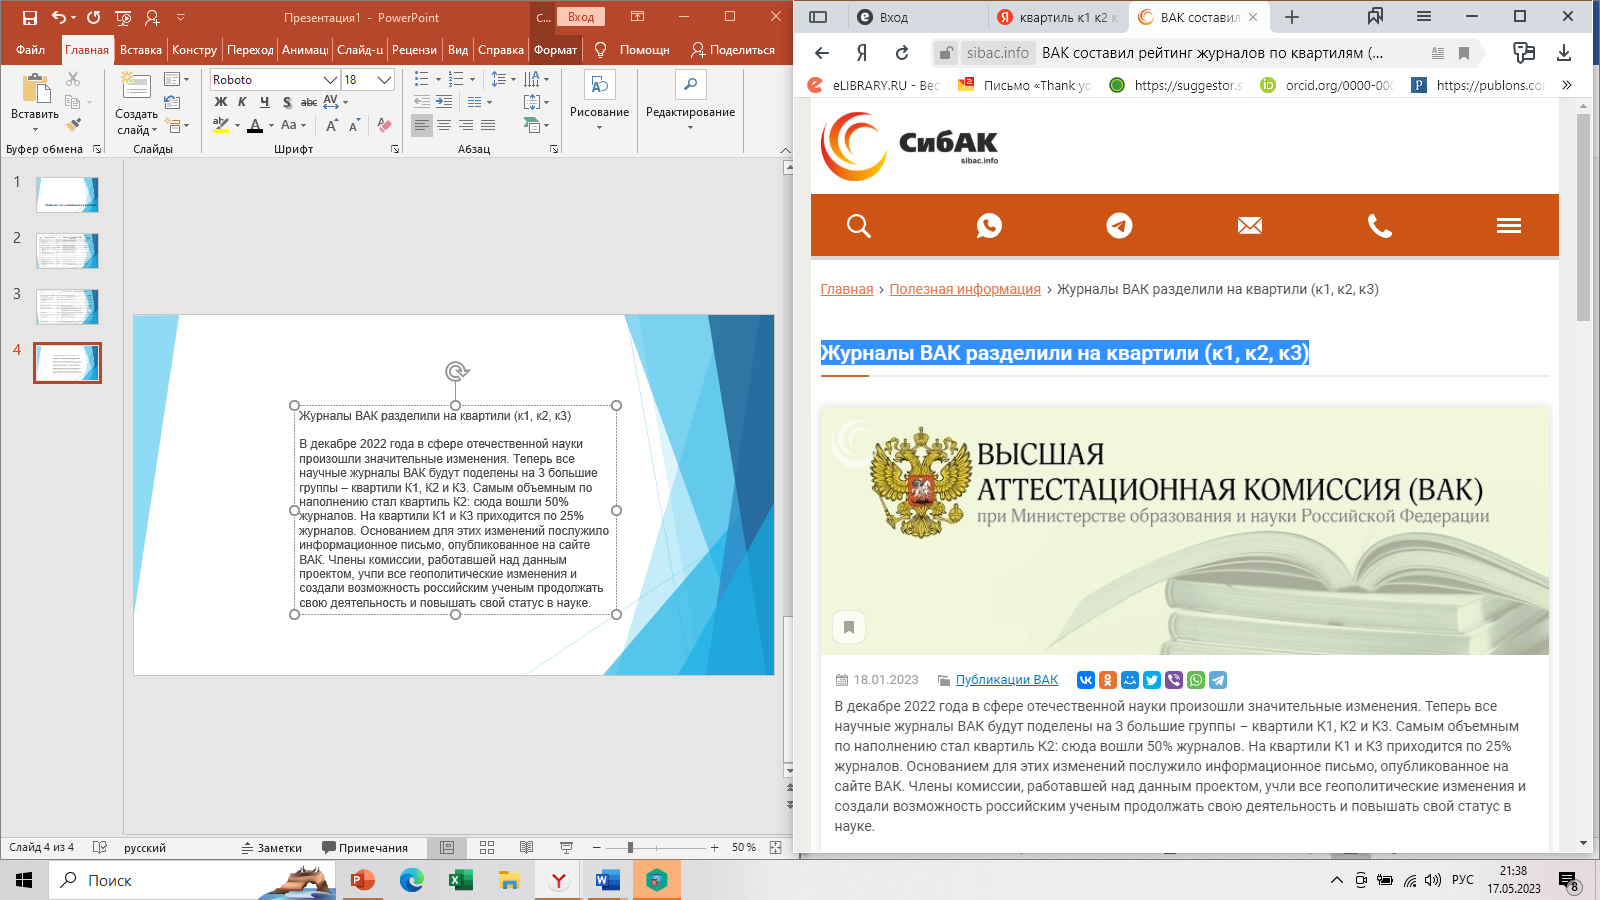 Презентация1 - PowerPoint
С...
Вход
Файл
Главная
Вставка
Констру
Переход
Анимац
Слайд-ш
Рецензи
Вид
Справка
Формат
Помощн
Поделиться
Вставить
Буфер обмена
Создать
слайд
Слайды
Roboto
18
Ж
К
Ч
S
abc
AV
A
Aa
A
A
Шрифт
Абзац
Рисование
Редактирование
1
2
3
4
Журналы ВАК разделили на квартили (к1, к2, к3)
В декабре 2022 года в сфере отечественной науки
произошли значительные изменения. Теперь все
научные журналы ВАК будут поделены на 3 большие
группы – квартили К1, К2 и К3. Самым объемным по
наполнению стал квартиль К2: сюда вошли 50%
журналов. На квартили К1 и К3 приходится по 25%
журналов. Основанием для этих изменений послужило
информационное письмо, опубликованное на сайте
ВАК. Члены комиссии, работавшей над данным
проектом, учли все геополитические изменения и
создали возможность российским ученым продолжать
свою деятельность и повышать свой статус в науке.
Слайд 4 из 4
русский
Заметки
Примечания
50 %
Вход
квартиль к1 к2 к
ВАК составил
sibac.info
ВАК составил рейтинг журналов по квартилям (...
eLIBRARY.RU - Вес
Письмо «Thank yo
https://suggestor.s
orcid.org/0000-000
https://publons.co
СибАК
sibac.info
Главная > Полезная информация > Журналы ВАК разделили на квартили (к1, к2, к3)
Журналы ВАК разделили на квартили (к1, к2, к3)
ВЫСШАЯ
АТТЕСТАЦИОННАЯ КОМИССИЯ (ВАК)
при Министерстве образования и науки Российской Федерации
18.01.2023
Публикации ВАК
В декабре 2022 года в сфере отечественной науки произошли значительные изменения. Теперь все
научные журналы ВАК будут поделены на 3 большие группы – квартили К1, К2 и К3. Самым объемным
по наполнению стал квартиль К2: сюда вошли 50% журналов. На квартили К1 и К3 приходится по 25%
журналов. Основанием для этих изменений послужило информационное письмо, опубликованное на
сайте ВАК. Члены комиссии, работавшей над данным проектом, учли все геополитические изменения и
создали возможность российским ученым продолжать свою деятельность и повышать свой статус в
науке.
Поиск
РУС
21:38
17.05.2023
8